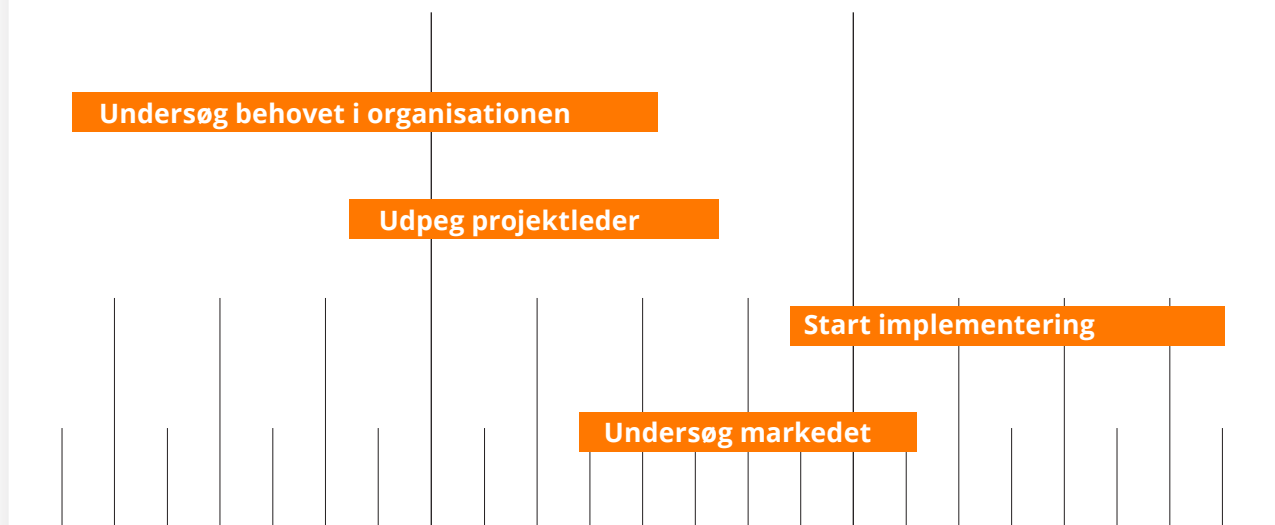 Undersøg behovet i organisationen
Udpeg projektleder
Start implementering
Undersøg markedet